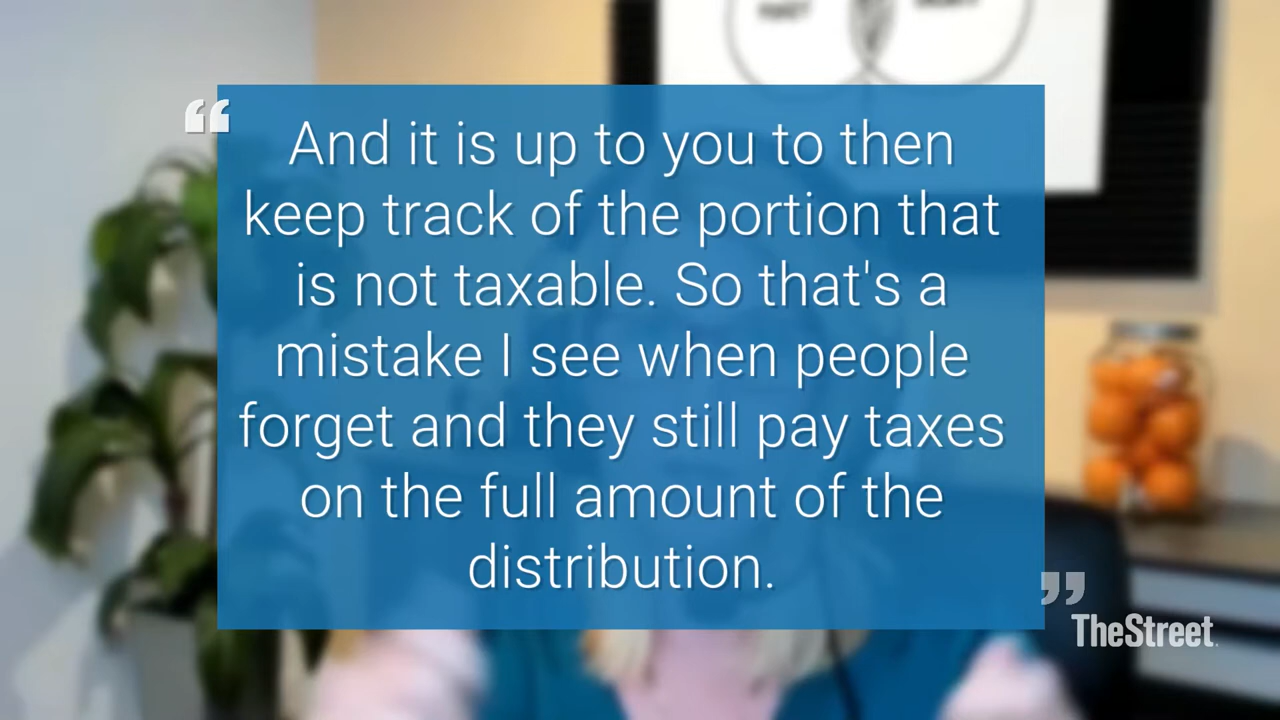 “
And it is up to you to then
keep track of the portion that
is not taxable. So that's a
mistake I see when people
forget and they still pay taxes
on the full amount of the
distribution.
”
TheStreet.